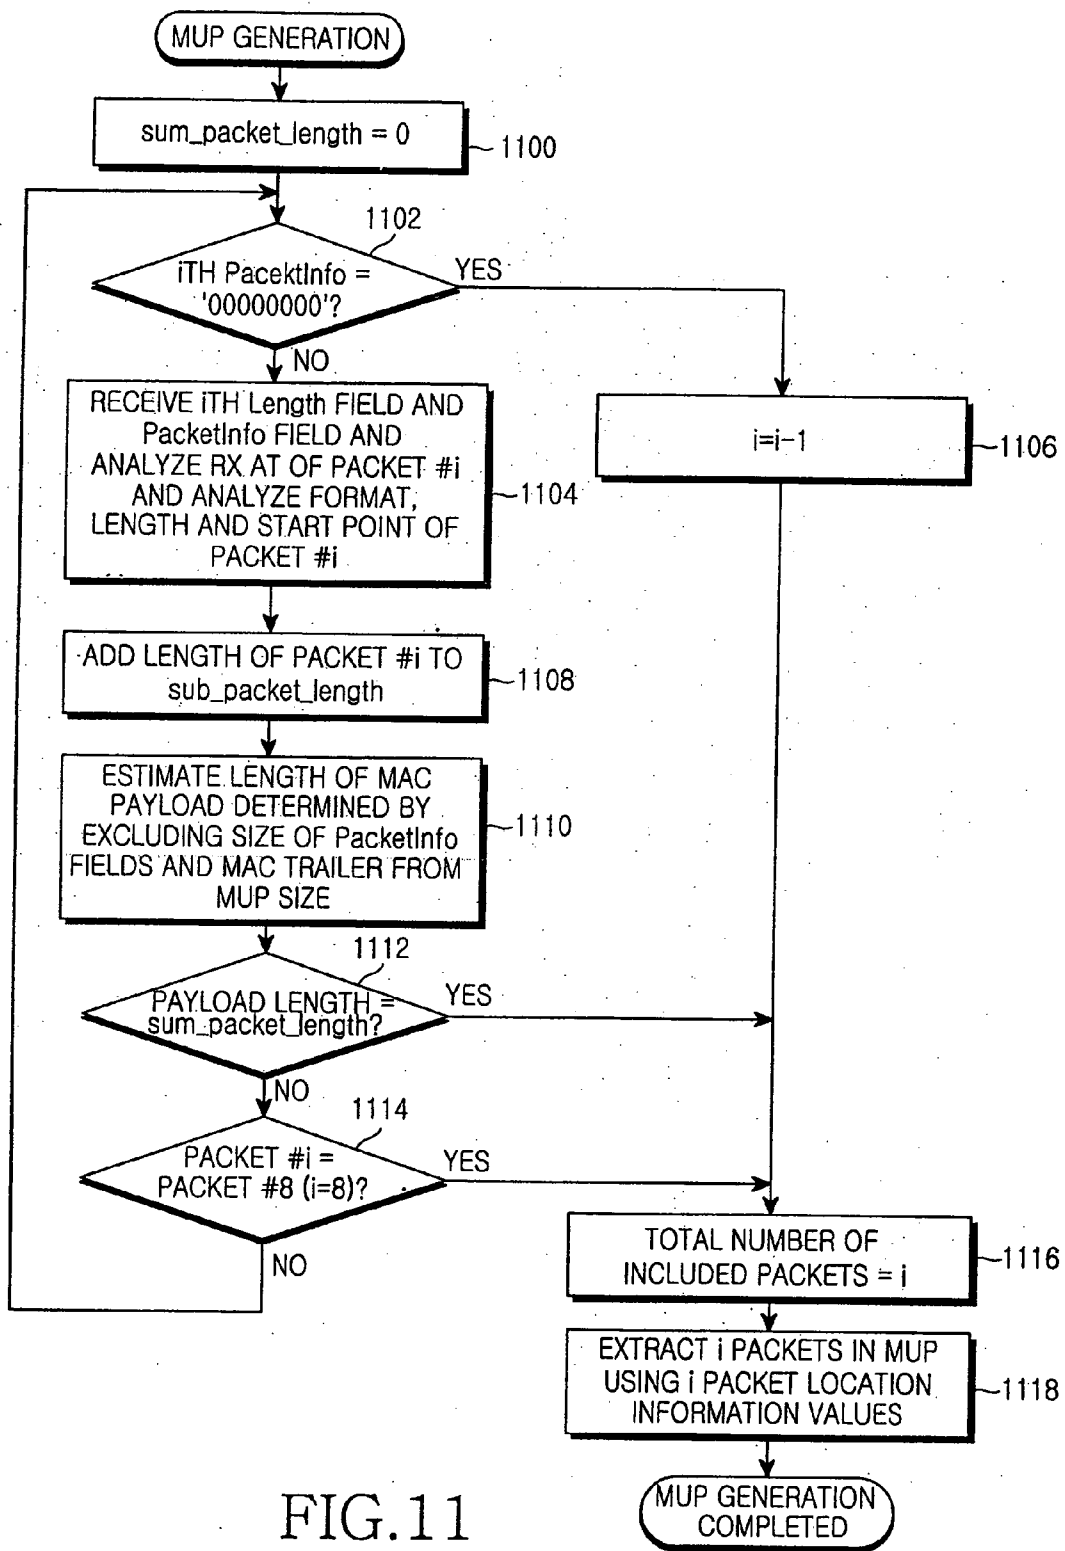 MUP GENERATION
sum_packet_length = 0
1100
1102
iTH PacektInfo =
'00000000'?
YES
NO
RECEIVE iTH Length FIELD AND
PacketInfo FIELD AND
ANALYZE RX AT OF PACKET #i
AND ANALYZE FORMAT,
LENGTH AND START POINT OF
PACKET #i
1104
i=i-1
1106
ADD LENGTH OF PACKET #i TO
sub_packet_length
1108
ESTIMATE LENGTH OF MAC
PAYLOAD DETERMINED BY
EXCLUDING SIZE OF PacketInfo
FIELDS AND MAC TRAILER FROM
MUP SIZE
1110
1112
PAYLOAD LENGTH =
sum_packet_length?
YES
NO
1114
PACKET #i =
PACKET #8 (i=8)?
YES
NO
TOTAL NUMBER OF
INCLUDED PACKETS = i
1116
EXTRACT i PACKETS IN MUP
USING i PACKET LOCATION
INFORMATION VALUES
1118
MUP GENERATION
COMPLETED
FIG.11